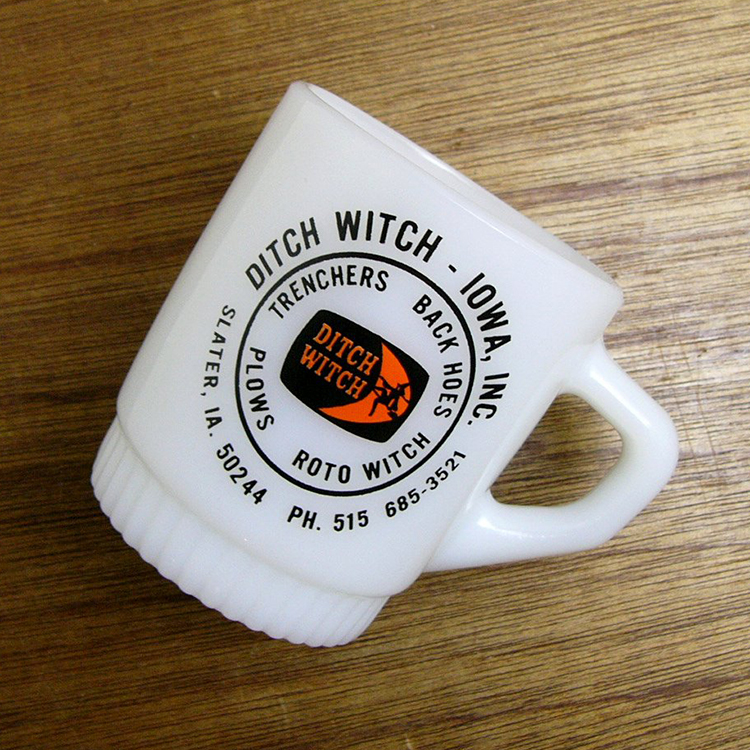 DITCH WITCH - IOWA, INC.
TRENCHERS
BACK HOES
DITCH
WITCH
PLOWS
ROTO WITCH
SLATER, IA. 50244
PH. 515 685-3521